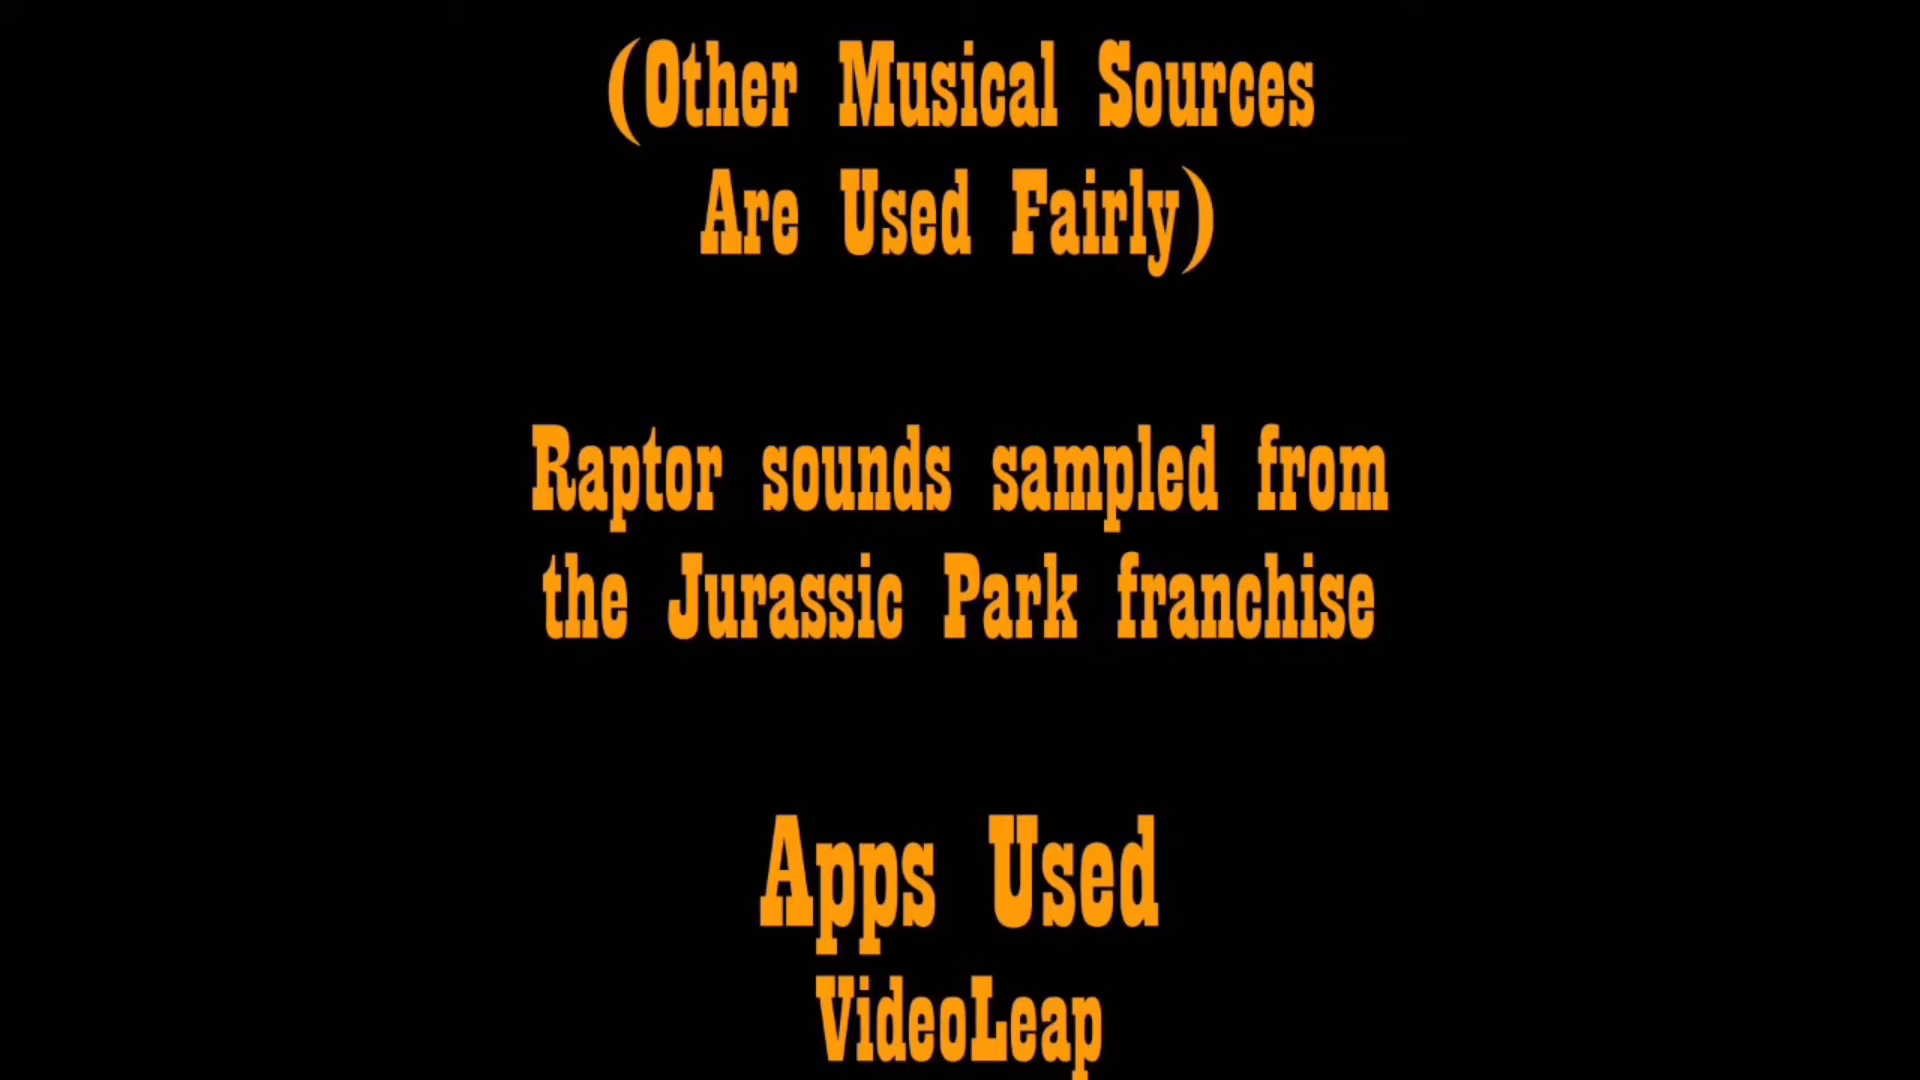 (Other Musical Sources
Are Used Fairly)
Raptor sounds sampled from
the Jurassic Park franchise
Apps Used
VideoLeap